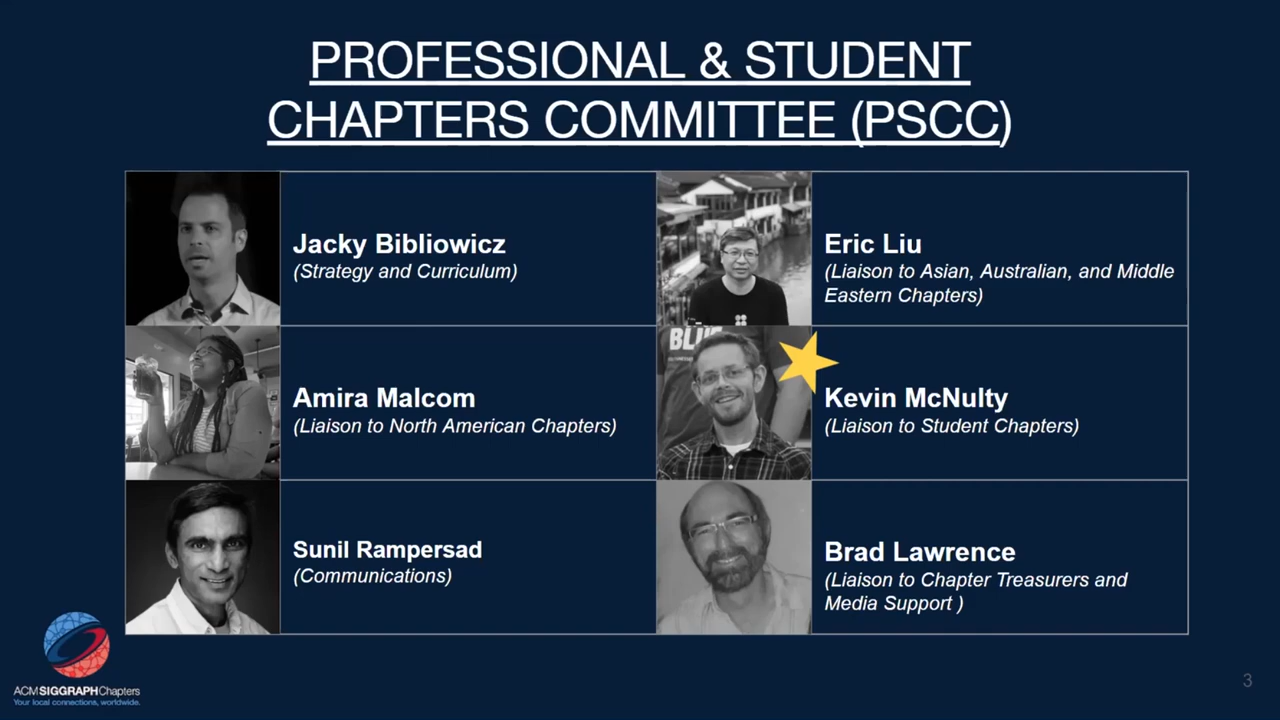 PROFESSIONAL & STUDENT
CHAPTERS COMMITTEE (PSCC)
Jacky Bibliowicz
(Strategy and Curriculum)
Eric Liu
(Liaison to Asian, Australian, and Middle
Eastern Chapters)
Amira Malcom
(Liaison to North American Chapters)
BLUE
Kevin McNulty
(Liaison to Student Chapters)
Sunil Rampersad
(Communications)
Brad Lawrence
(Liaison to Chapter Treasurers and
Media Support )
ACMSIGGRAPHChapters
Your local connections, worldwide.
3